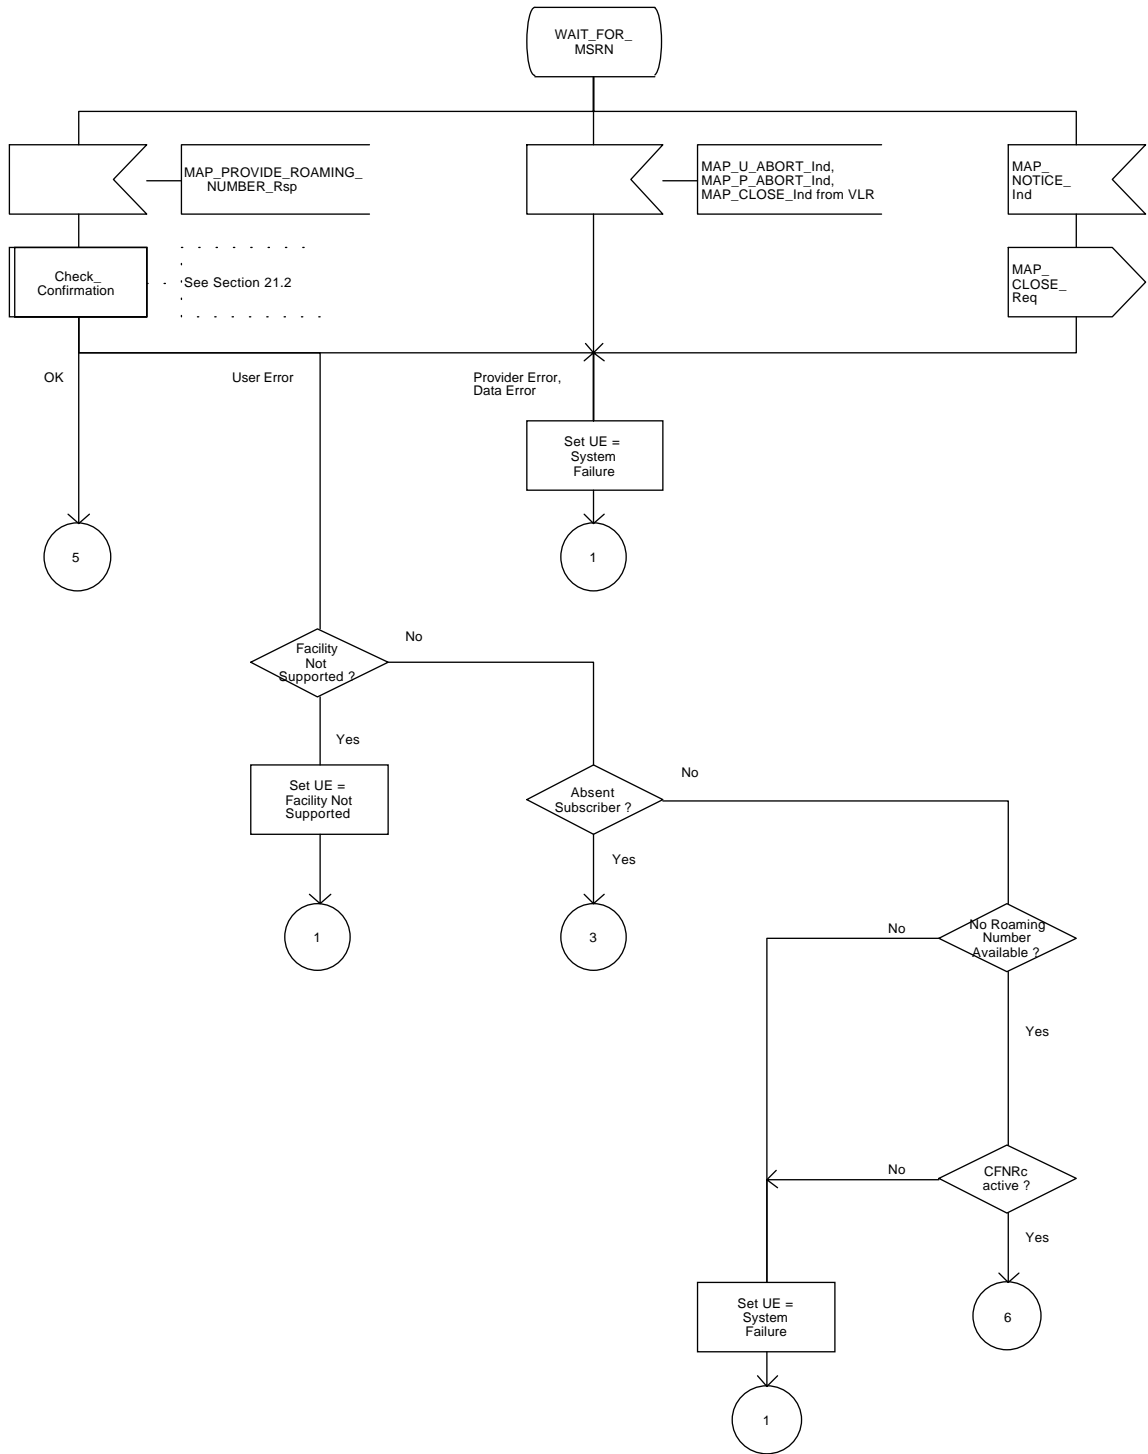 WAIT_FOR_
MSRN
MAP_PROVIDE_ROAMING_
NUMBER_Rsp
MAP_U_ABORT_Ind,
MAP_P_ABORT_Ind,
MAP_CLOSE_Ind from VLR
MAP_
NOTICE_
Ind
Check_
Confirmation
See Section 21.2
MAP_
CLOSE_
Req
OK
User Error
Provider Error,
Data Error
Set UE =
System
Failure
5
1
Facility
Not
Supported ?
No
Yes
Set UE =
Facility Not
Supported
Absent
Subscriber ?
No
Yes
1
3
No Roaming
Number
Available ?
No
Yes
CFNRc
active ?
No
Yes
Set UE =
System
Failure
6
1